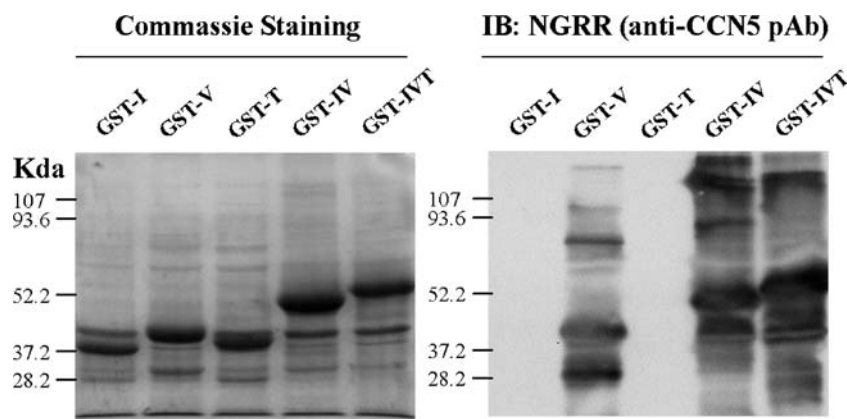 Commassie Staining
IB: NGRR (anti-CCN5 pAb)
GST-I GST-V GST-T GST-IV GST-IVT
GST-I GST-V GST-T GST-IV GST-IVT
Kda
107
93.6
52.2
37.2
28.2
107
93.6
52.2
37.2
28.2